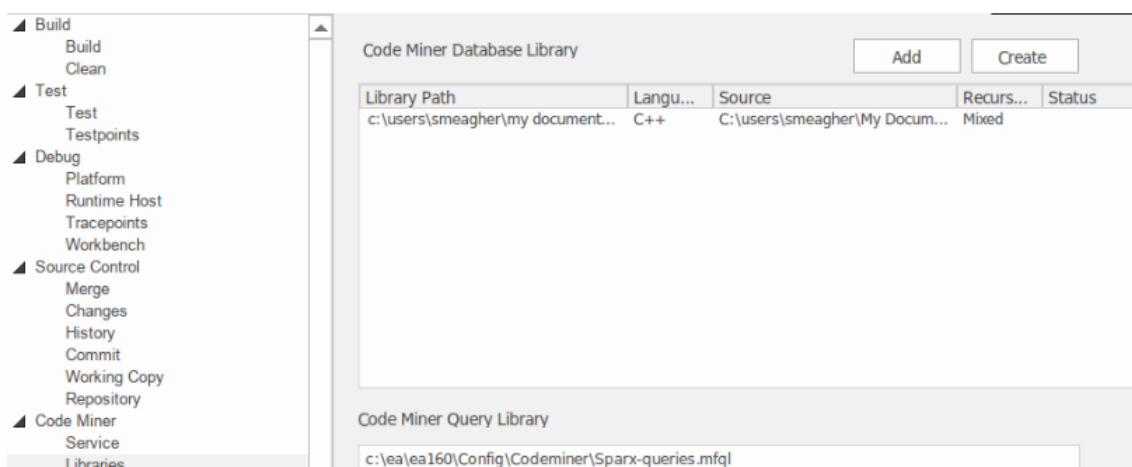 Build
Build
Clean
Test
Test
Testpoints
Debug
Platform
Runtime Host
Tracepoints
Workbench
Source Control
Merge
Changes
History
Commit
Working Copy
Repository
Code Miner
Service
Libraries
Code Miner Database Library
Add
Create
Library Path Langu... Source Recurs... Status
c:\users\smeagher\my document... C++ C:\users\smeagher\My Docum... Mixed
Code Miner Query Library
c:\ea\ea160\Config\Codeminer\Sparx-queries.mfql